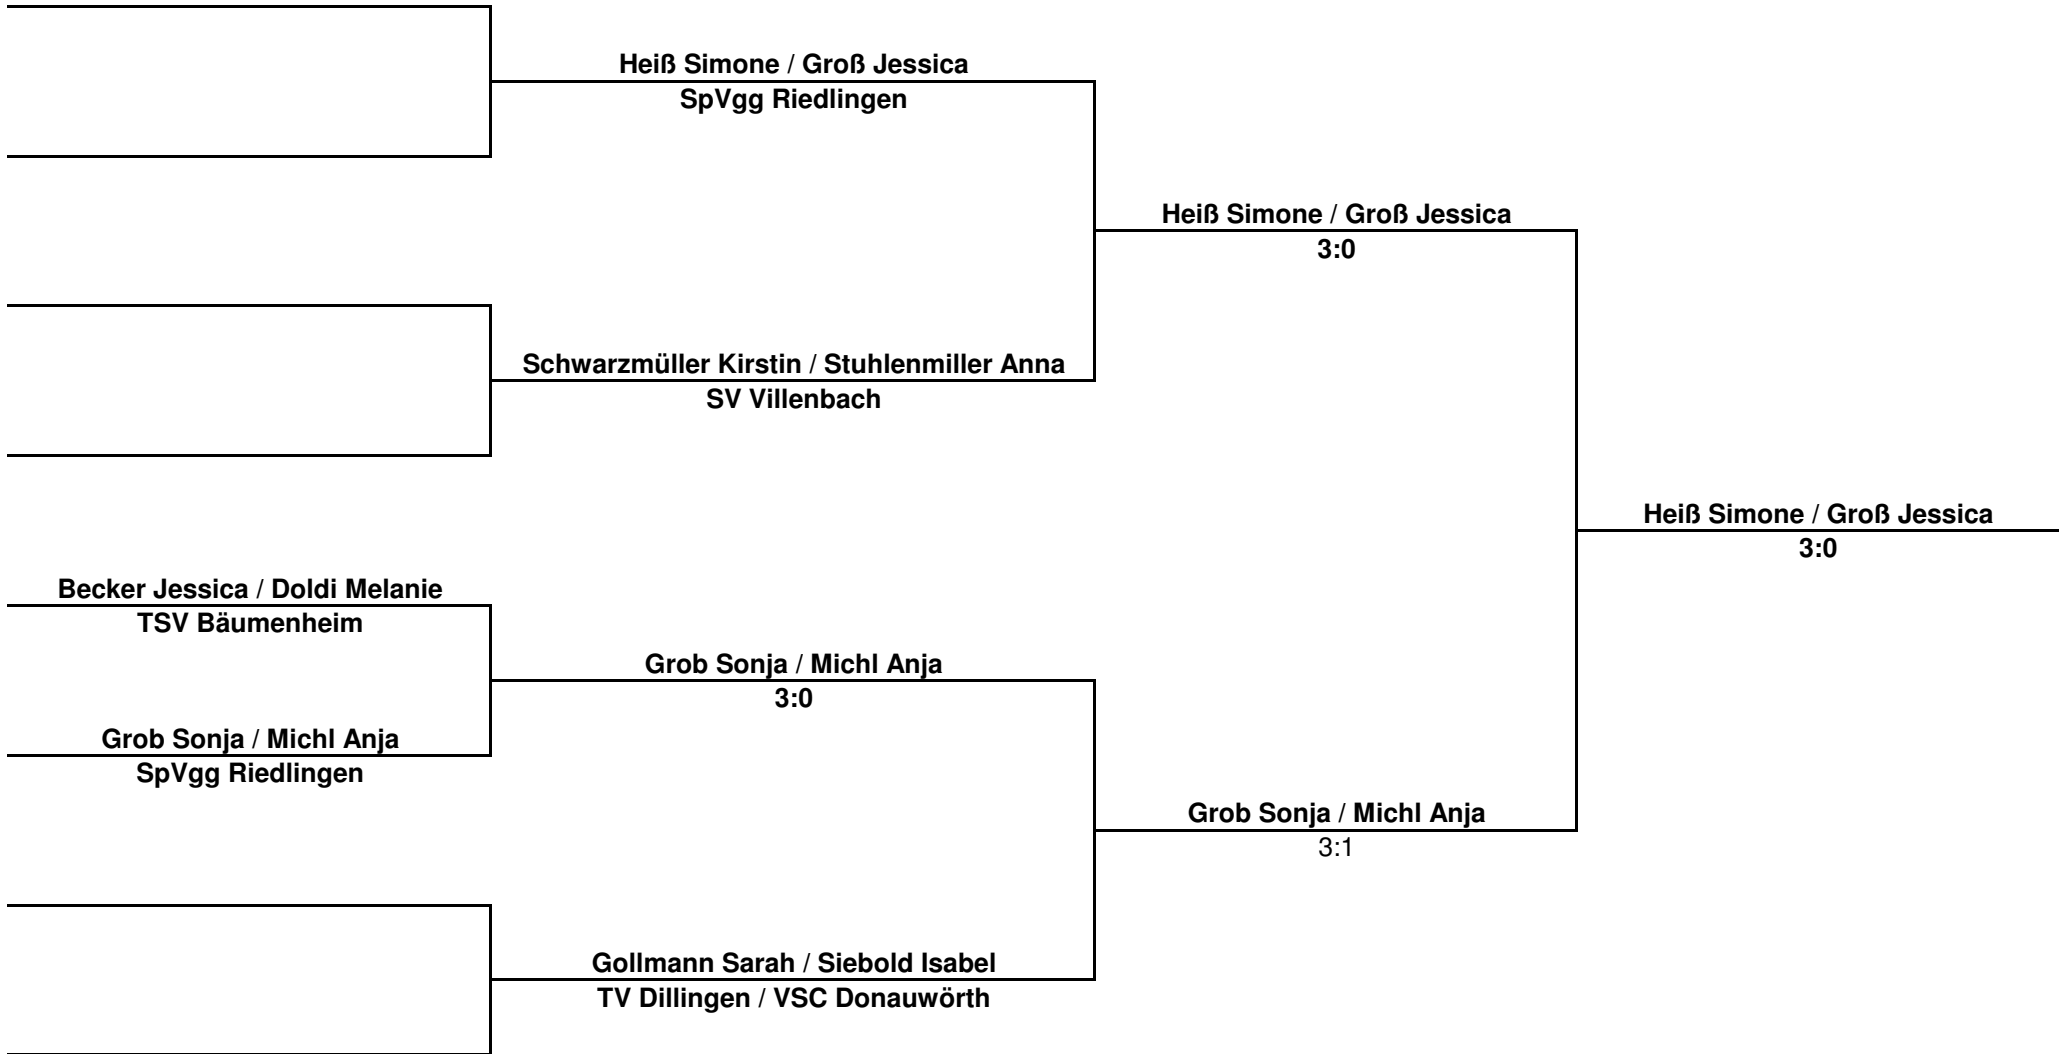 Heiß Simone / Groß Jessica
SpVgg Riedlingen
Heiß Simone / Groß Jessica
3:0
Schwarzmüller Kirstin / Stuhlenmiller Anna
SV Villenbach
Heiß Simone / Groß Jessica
3:0
Becker Jessica / Doldi Melanie
TSV Bäumenheim
Grob Sonja / Michl Anja
3:0
Grob Sonja / Michl Anja
SpVgg Riedlingen
Grob Sonja / Michl Anja
3:1
Gollmann Sarah / Siebold Isabel
TV Dillingen / VSC Donauwörth